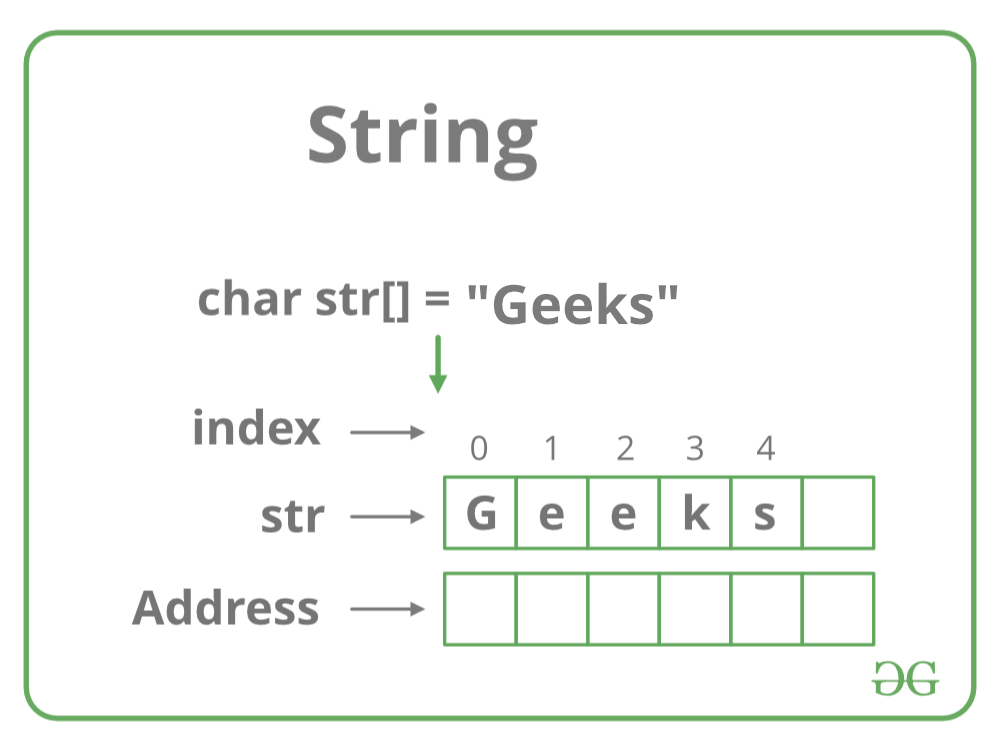 String
char str[] = "Geeks"
index
0 1 2 3 4
str G e e k s
Address
GG